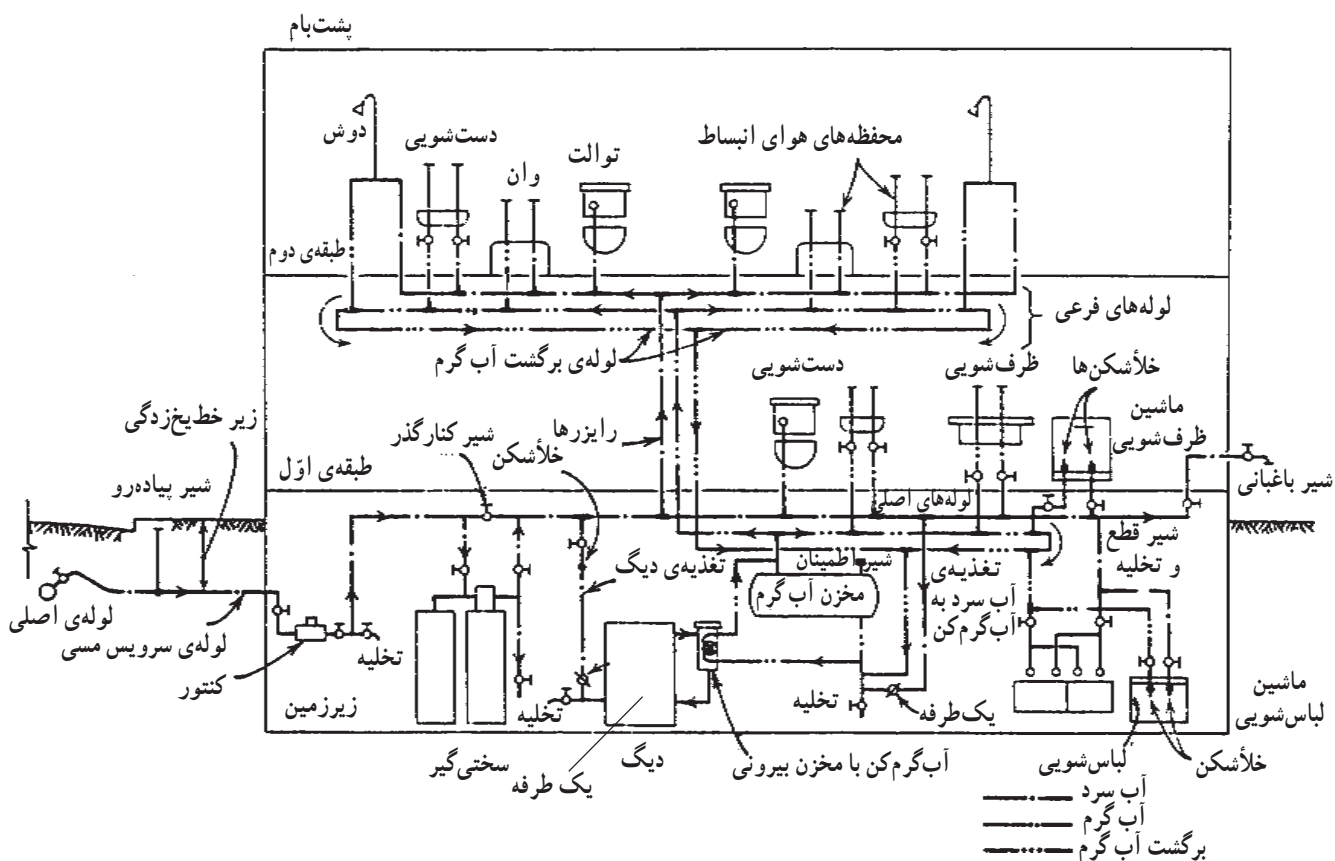 پشت‌بام
دوش
دست‌شویی
وان
توالت
محفظه‌های هوای انبساط
طبقه‌ی دوم
لوله‌های فرعی
لوله‌ی برگشت آب گرم
دست‌شویی
ظرف‌شویی
خلأشکن‌ها
ماشین
ظرف‌شویی
رایزرها
خلأشکن
شیر کنارگذر
زیر خط یخ‌زدگی
شیر پیاده‌رو
طبقه‌ی اوّل
لوله‌های اصلی
شیر باغبانی
شیر قطع
و تخلیه
شیر اطمینان
تغذیه‌ی
آب سرد به
آب‌گرم‌کن
تغذیه‌ی دیگ
مخزن آب گرم
لوله‌ی اصلی
لوله‌ی سرویس مسی
کنتور
تخلیه
زیرزمین
تخلیه
تخلیه
یک‌طرفه
ماشین
لباس‌شویی
سختی‌گیر
یک طرفه
دیگ
آب‌گرم‌کن با مخزن بیرونی
لباس‌شویی
خلأشکن
آب سرد
آب گرم
برگشت آب گرم